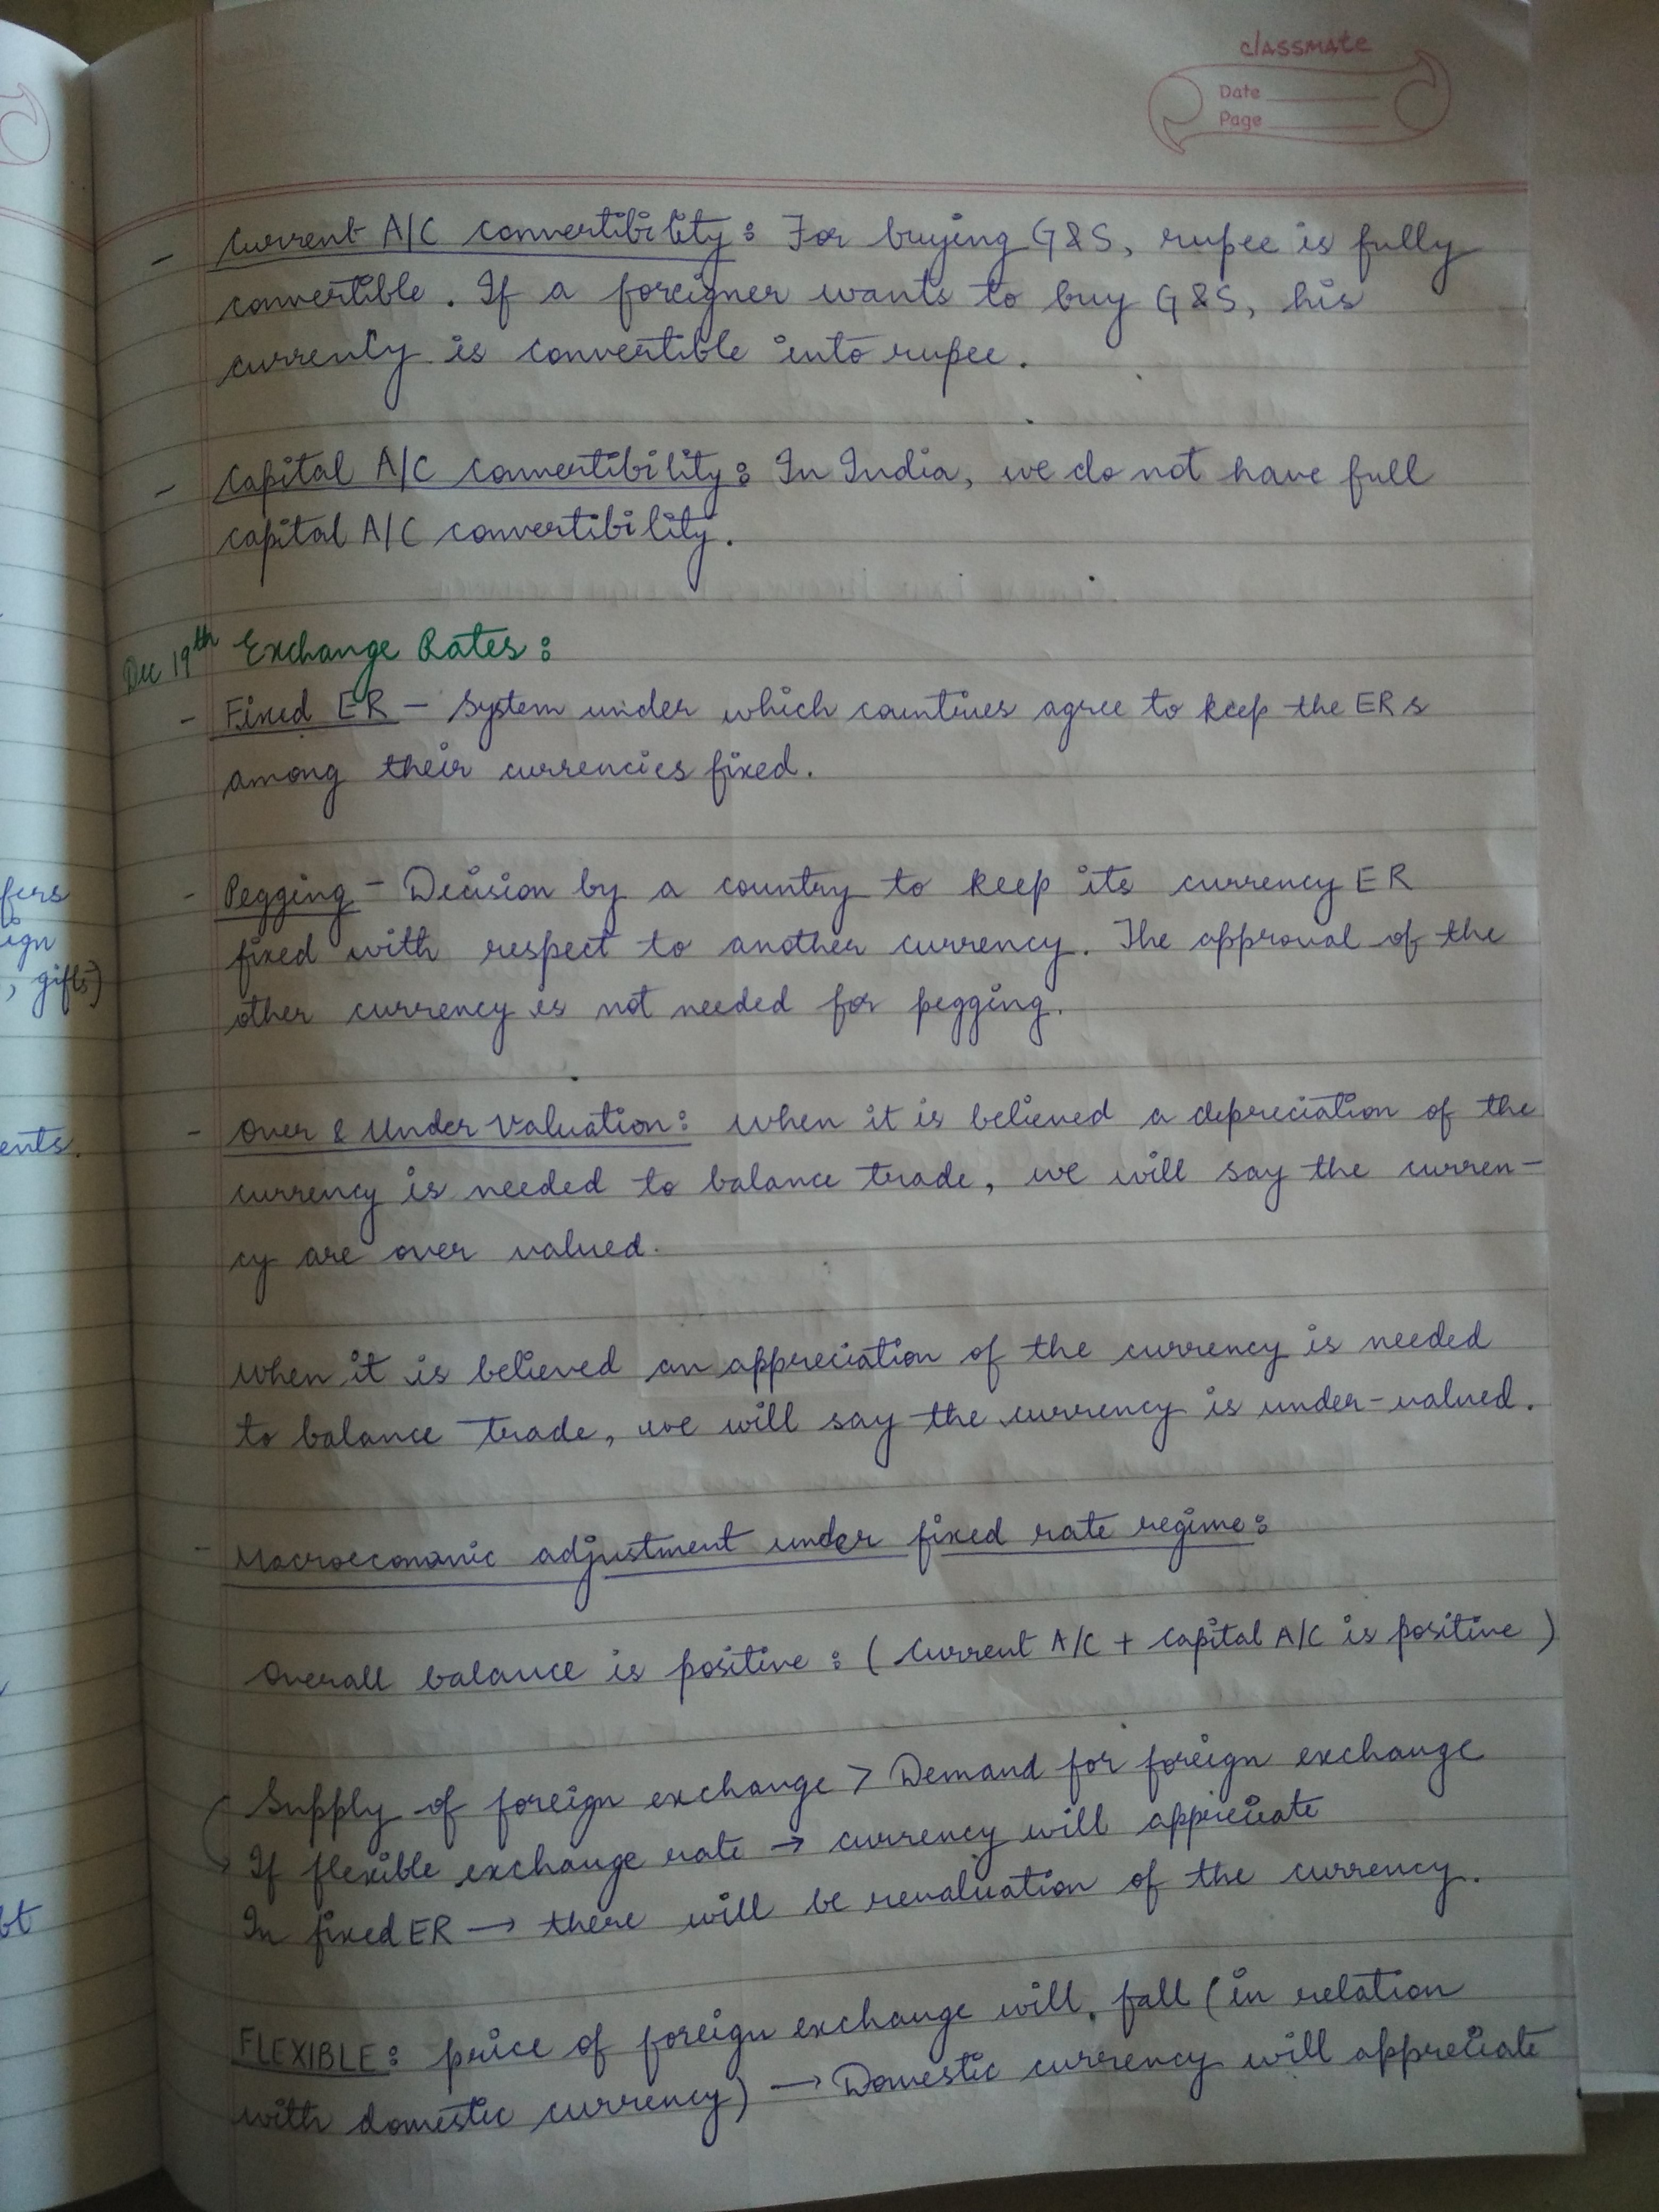 classmate
Date
Page
- Current A/C convertibility : For buying G&S, rupee is fully
convertible. If a foreigner wants to buy G&S, his
currency is convertible into rupee.
- Capital A/C convertibility : In India, we do not have full
capital A/C convertibility.
Dec 19th Exchange Rates :
- Fixed ER - System under which countries agree to keep the ERs
among their currencies fixed.
- Pegging - Decision by a country to keep its currency ER
fixed with respect to another currency. The approval of the
other currency is not needed for pegging.
- Over & Under Valuation : When it is believed a depreciation of the
currency is needed to balance trade, we will say the curren-
cy are over valued.
When it is believed an appreciation of the currency is needed
to balance trade, we will say the currency is under-valued.
- Macroeconomic adjustment under fixed rate regime :
Overall balance is positive : (Current A/C + Capital A/C is positive)
Supply of foreign exchange > Demand for foreign exchange
If flexible exchange rate → currency will appreciate
In fixed ER → there will be revaluation of the currency.
FLEXIBLE : price of foreign exchange will fall (in relation
with domestic currency) → Domestic currency will appreciate
fers
ign
, gifts)
ents.
bt